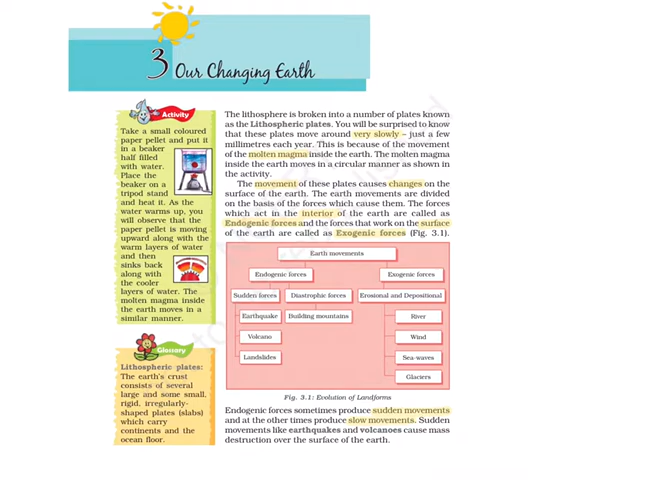 3 Our Changing Earth
Activity
Take a small coloured
paper pellet and put it
in a beaker
half filled
with water.
Place the
beaker on a
tripod stand
and heat it. As
the water warms up, you
will observe that the
paper pellet is moving
upward along with the
warm layers of water
and then
sinks back
along with
the cooler
layers of water. The
molten magma inside
the earth moves in a
similar manner.
Glossary
Lithospheric plates:
The earth's crust
consists of several
large and some small,
rigid, irregularly-
shaped plates (slabs)
which carry
continents and the
ocean floor.
The lithosphere is broken into a number of plates known
as the Lithospheric plates. You will be surprised to know
that these plates move around very slowly – just a few
millimetres each year. This is because of the movement
of the molten magma inside the earth. The molten magma
inside the earth moves in a circular manner as shown in
the activity.
The movement of these plates causes changes on the
surface of the earth. The earth movements are divided
on the basis of the forces which cause them. The forces
which act in the interior of the earth are called as
Endogenic forces and the forces that work on the surface
of the earth are called as Exogenic forces (Fig. 3.1).
Earth movements
Endogenic forces
Exogenic forces
Sudden forces
Diastrophic forces
Erosional and Depositional
Earthquake
Building mountains
River
Volcano
Wind
Landslides
Sea-waves
Glaciers
Fig. 3.1: Evolution of Landforms
Endogenic forces sometimes produce sudden movements
and at the other times produce slow movements. Sudden
movements like earthquakes and volcanoes cause mass
destruction over the surface of the earth.